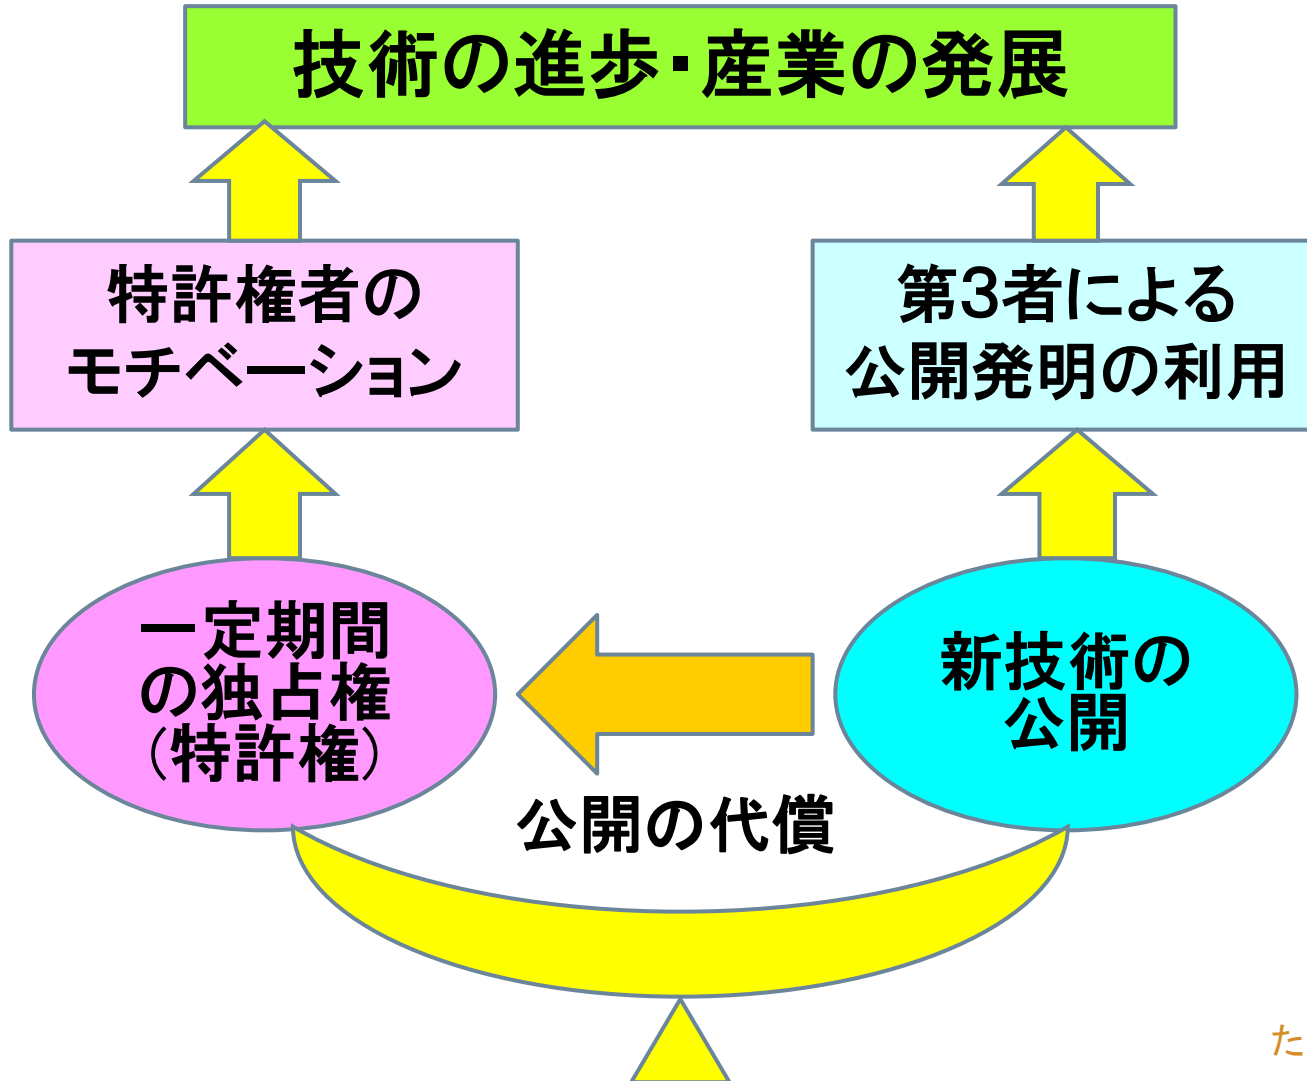 技術の進歩・産業の発展
特許権者の
モチベーション
第3者による
公開発明の利用
一定期間
の独占権
(特許権)
新技術の
公開
公開の代償
た